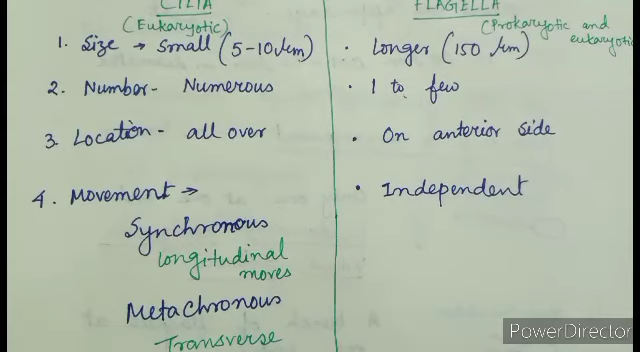 CILIA FLAGELLA
(Eukaryotic) (Prokaryotic and eukaryotic
1. Size → Small (5-10 μm) • Longer (150 μm)
2. Number - Numerous • 1 to few
3. Location - all over • On anterior side
4. Movement → • Independent
Synchronous
longitudinal
moves
Metachronous
Transverse
PowerDirector